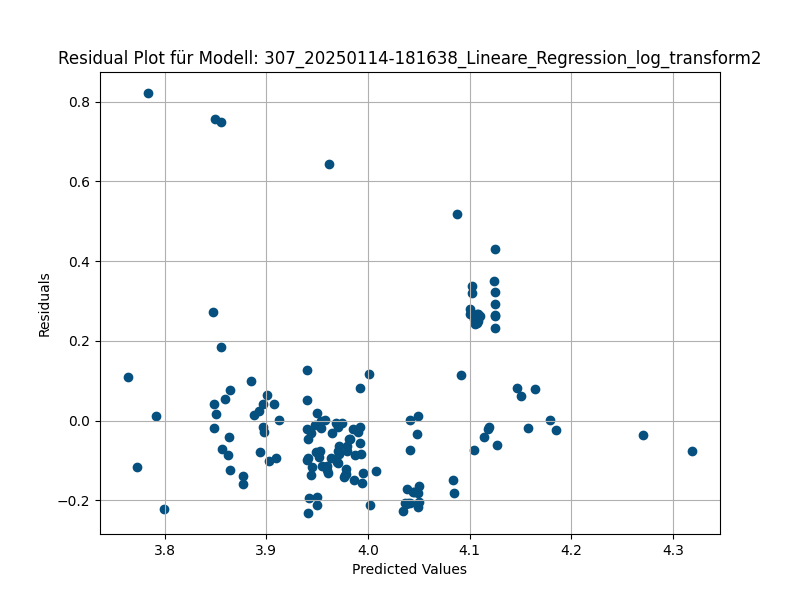 Residual Plot für Modell: 307_20250114-181638_Lineare_Regression_log_transform2
0.8
0.6
0.4
0.2
0.0
−0.2
Residuals
3.8 3.9 4.0 4.1 4.2 4.3
Predicted Values